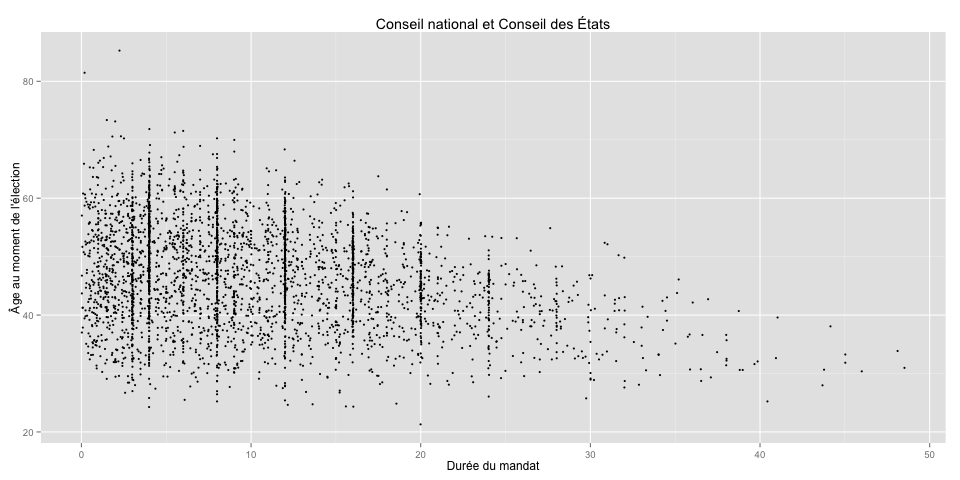 Conseil national et Conseil des États
Âge au moment de l'élection
80
60
40
20
0 10 20 30 40 50
Durée du mandat